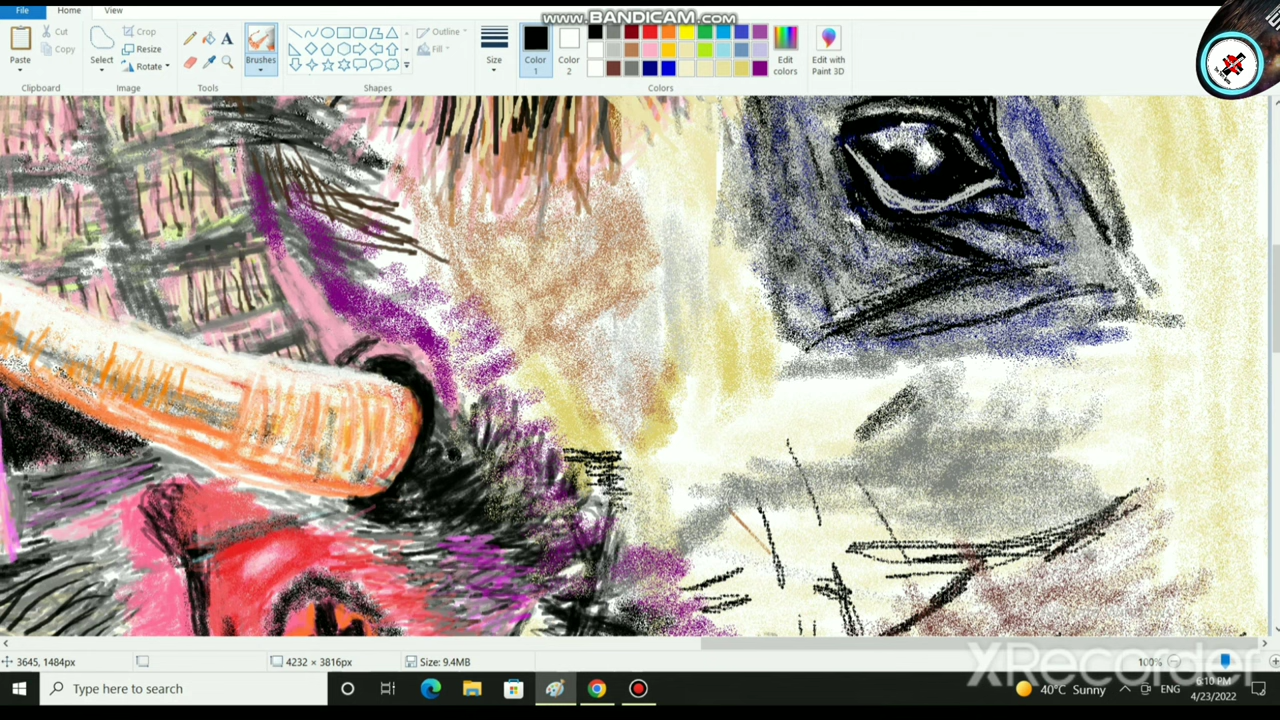 www.BANDICAM.com
File Home View
Paste
Cut
Copy
Clipboard
Select
Crop
Resize
Rotate
Image
Tools
Brushes
Shapes
Outline
Fill
Size
Color 1
Color 2
Edit colors
Edit with Paint 3D
Colors
3645, 1484px
4232 × 3816px
Size: 9.4MB
100%
XRecorder
Type here to search
40°C Sunny
ENG
6:10 PM
4/23/2022